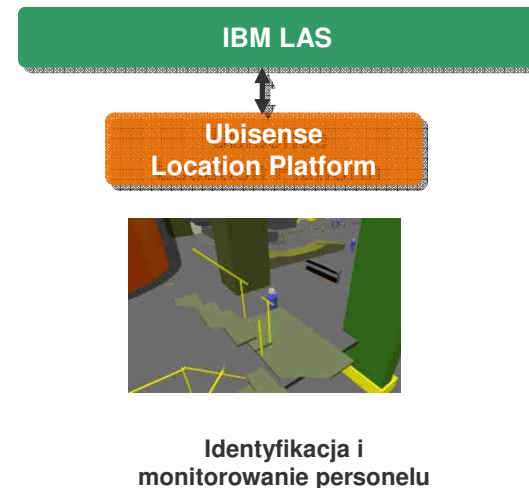 IBM LAS
Ubisense
Location Platform
Identyfikacja i
monitorowanie personelu